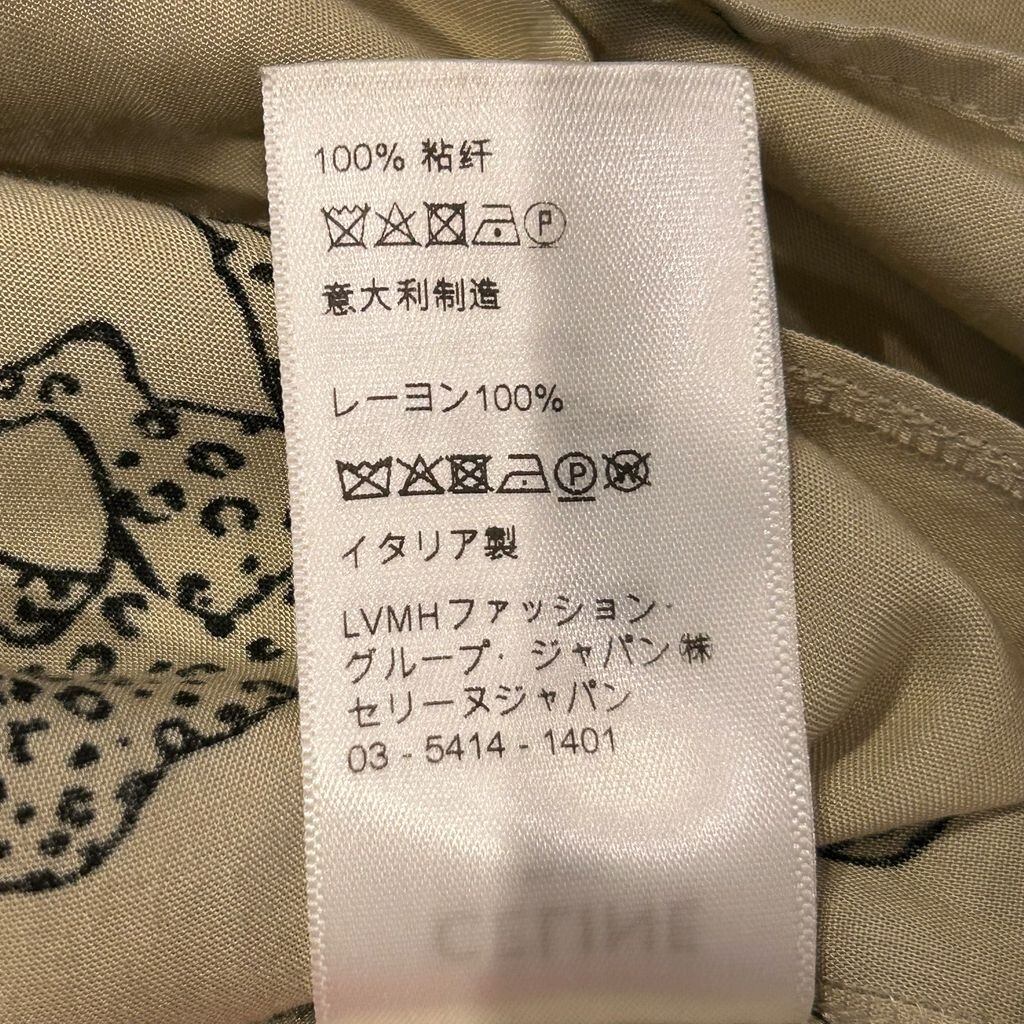 100% 粘纤
P
意大利制造
レーヨン100%
P W
イタリア製
LVMHファッション·
グループ· ジャパン㈱
セリーヌジャパン
03 - 5414 - 1401
CELINE